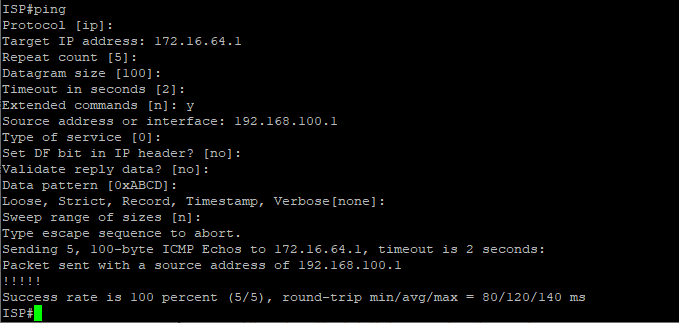 ISP#ping
Protocol [ip]:
Target IP address: 172.16.64.1
Repeat count [5]:
Datagram size [100]:
Timeout in seconds [2]:
Extended commands [n]: y
Source address or interface: 192.168.100.1
Type of service [0]:
Set DF bit in IP header? [no]:
Validate reply data? [no]:
Data pattern [0xABCD]:
Loose, Strict, Record, Timestamp, Verbose[none]:
Sweep range of sizes [n]:
Type escape sequence to abort.
Sending 5, 100-byte ICMP Echos to 172.16.64.1, timeout is 2 seconds:
Packet sent with a source address of 192.168.100.1
!!!!!
Success rate is 100 percent (5/5), round-trip min/avg/max = 80/120/140 ms
ISP#